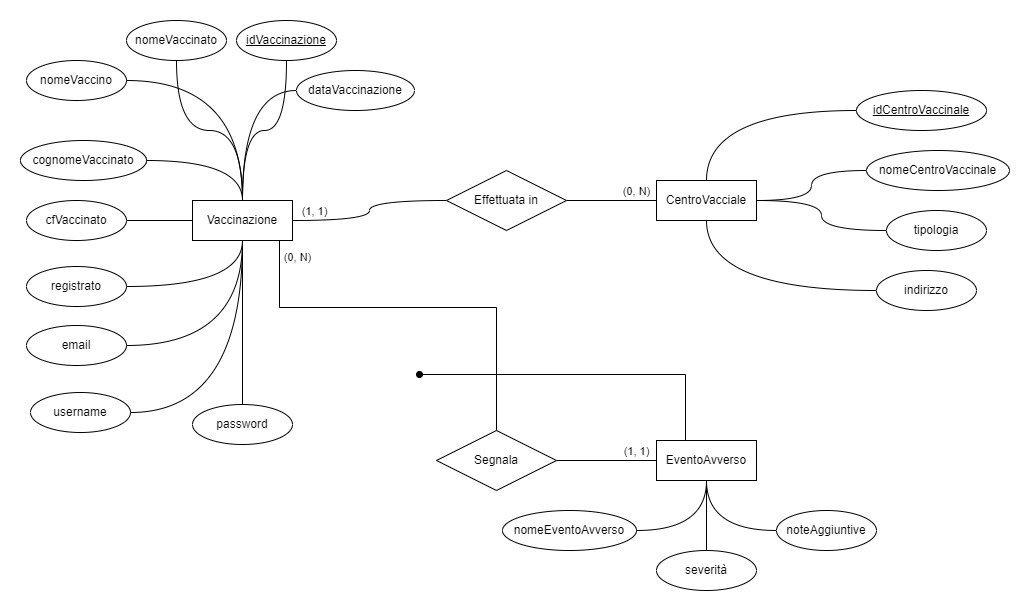 nomeVaccinato
idVaccinazione
nomeVaccino
dataVaccinazione
idCentroVaccinale
cognomeVaccinato
nomeCentroVaccinale
(0, N)
Effettuata in
CentroVacciale
(1, 1)
cfVaccinato
Vaccinazione
tipologia
(0, N)
registrato
indirizzo
email
username
password
(1, 1)
Segnala
EventoAvverso
nomeEventoAvverso
noteAggiuntive
severità